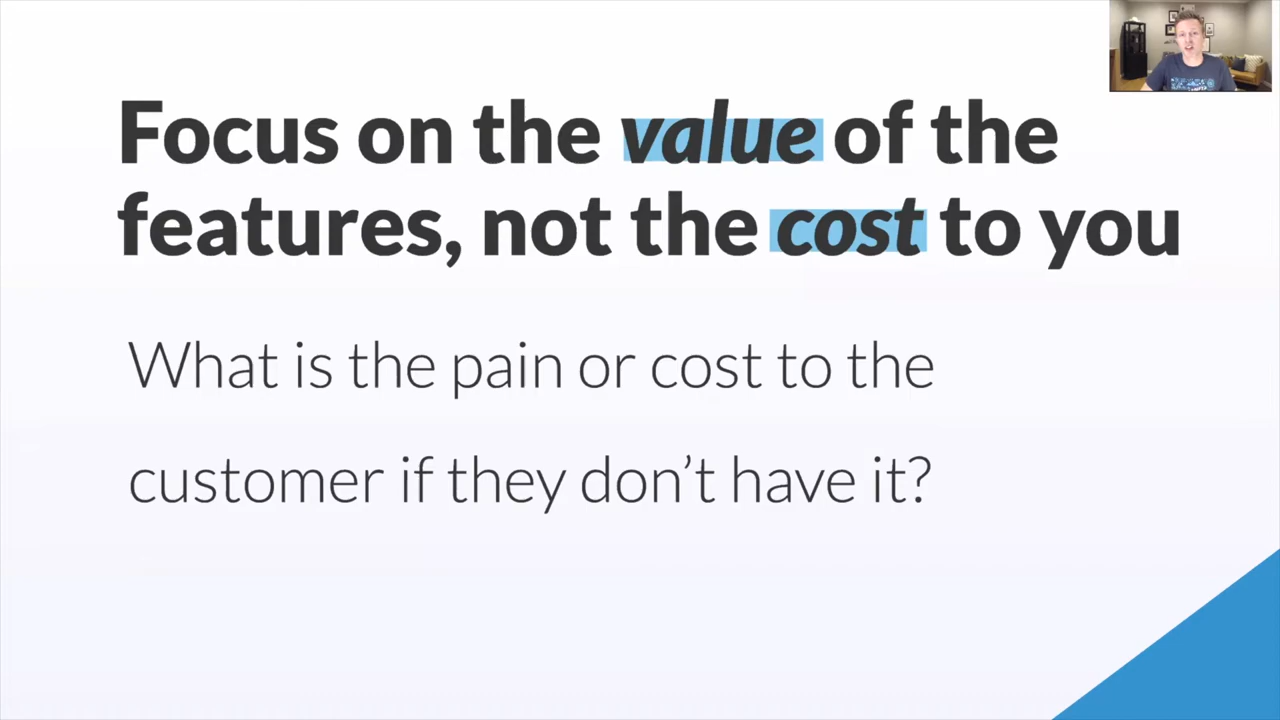 Focus on the value of the
features, not the cost to you
What is the pain or cost to the
customer if they don’t have it?